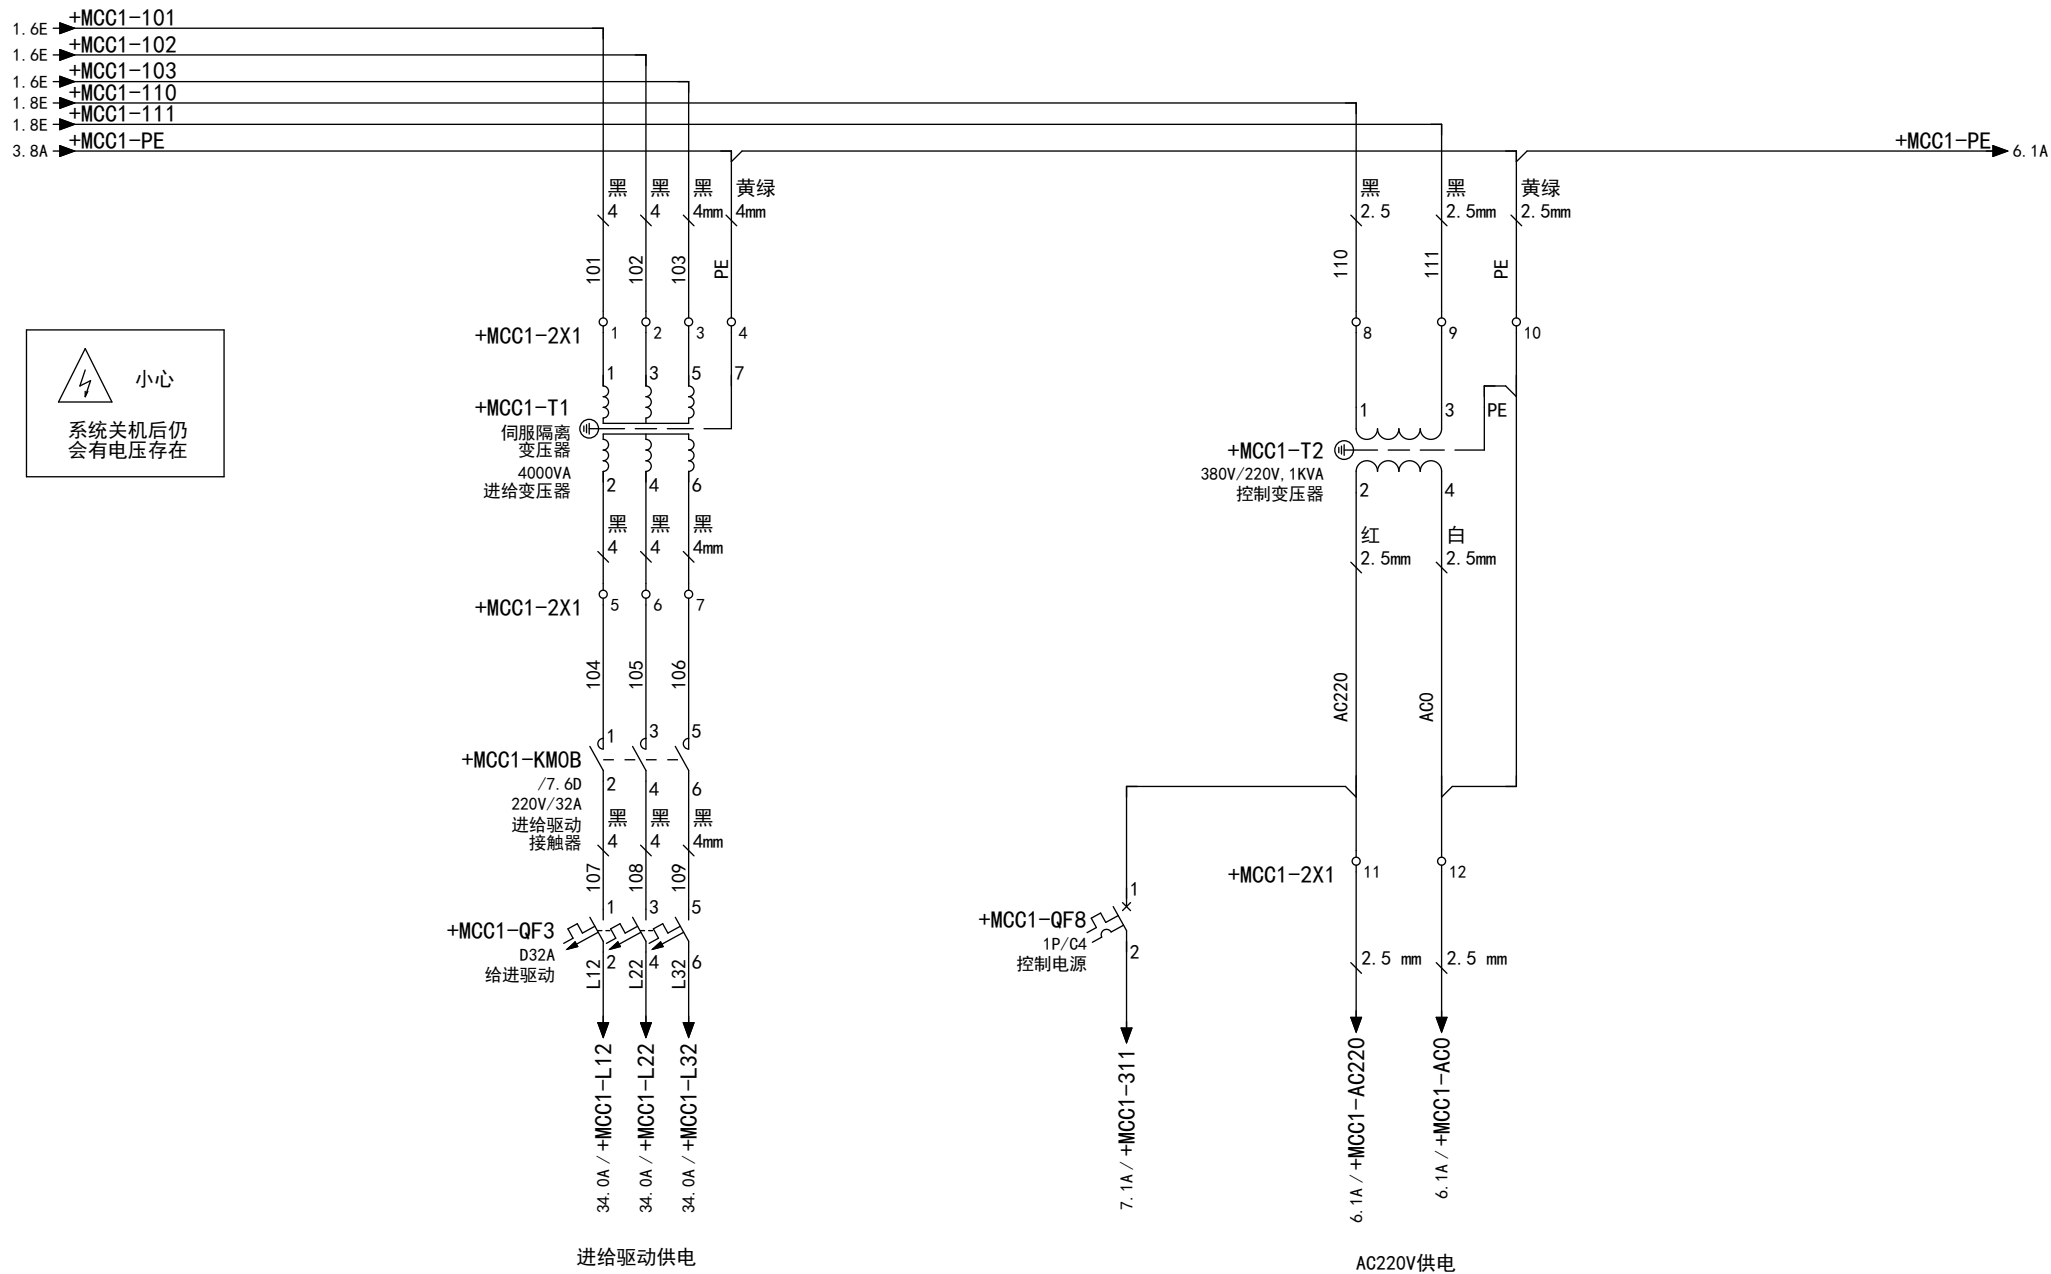 +MCC1-101
1.6E
+MCC1-102
1.6E
+MCC1-103
1.6E
+MCC1-110
1.8E
+MCC1-111
1.8E
+MCC1-PE
3.8A
+MCC1-PE
6.1A
黑 黑 黑 黄绿
4 4 4mm 4mm
黑 黑 黄绿
2.5 2.5mm 2.5mm
101 102 103 PE
110 111 PE
+MCC1-2X1
1 2 3 4
8 9 10
小心
系统关机后仍
会有电压存在
1 3 5 7
+MCC1-T1
伺服隔离
变压器
4000VA
进给变压器
2 4 6
1 3 PE
+MCC1-T2
380V/220V,1KVA
控制变压器
2 4
黑 黑 黑
4 4 4mm
红 白
2.5mm 2.5mm
+MCC1-2X1
5 6 7
104 105 106
AC220 AC0
1 3 5
+MCC1-KM0B
/7.6D
220V/32A
进给驱动
接触器
2 4 6
黑 黑 黑
4 4 4mm
107 108 109
+MCC1-2X1
11 12
1 3 5
+MCC1-QF3
D32A
给进驱动
2 4 6
L12 L22 L32
1
+MCC1-QF8
1P/C4
控制电源
2
2.5 mm 2.5 mm
34.0A / +MCC1-L12
34.0A / +MCC1-L22
34.0A / +MCC1-L32
7.1A / +MCC1-311
6.1A / +MCC1-AC220
6.1A / +MCC1-AC0
进给驱动供电
AC220V供电